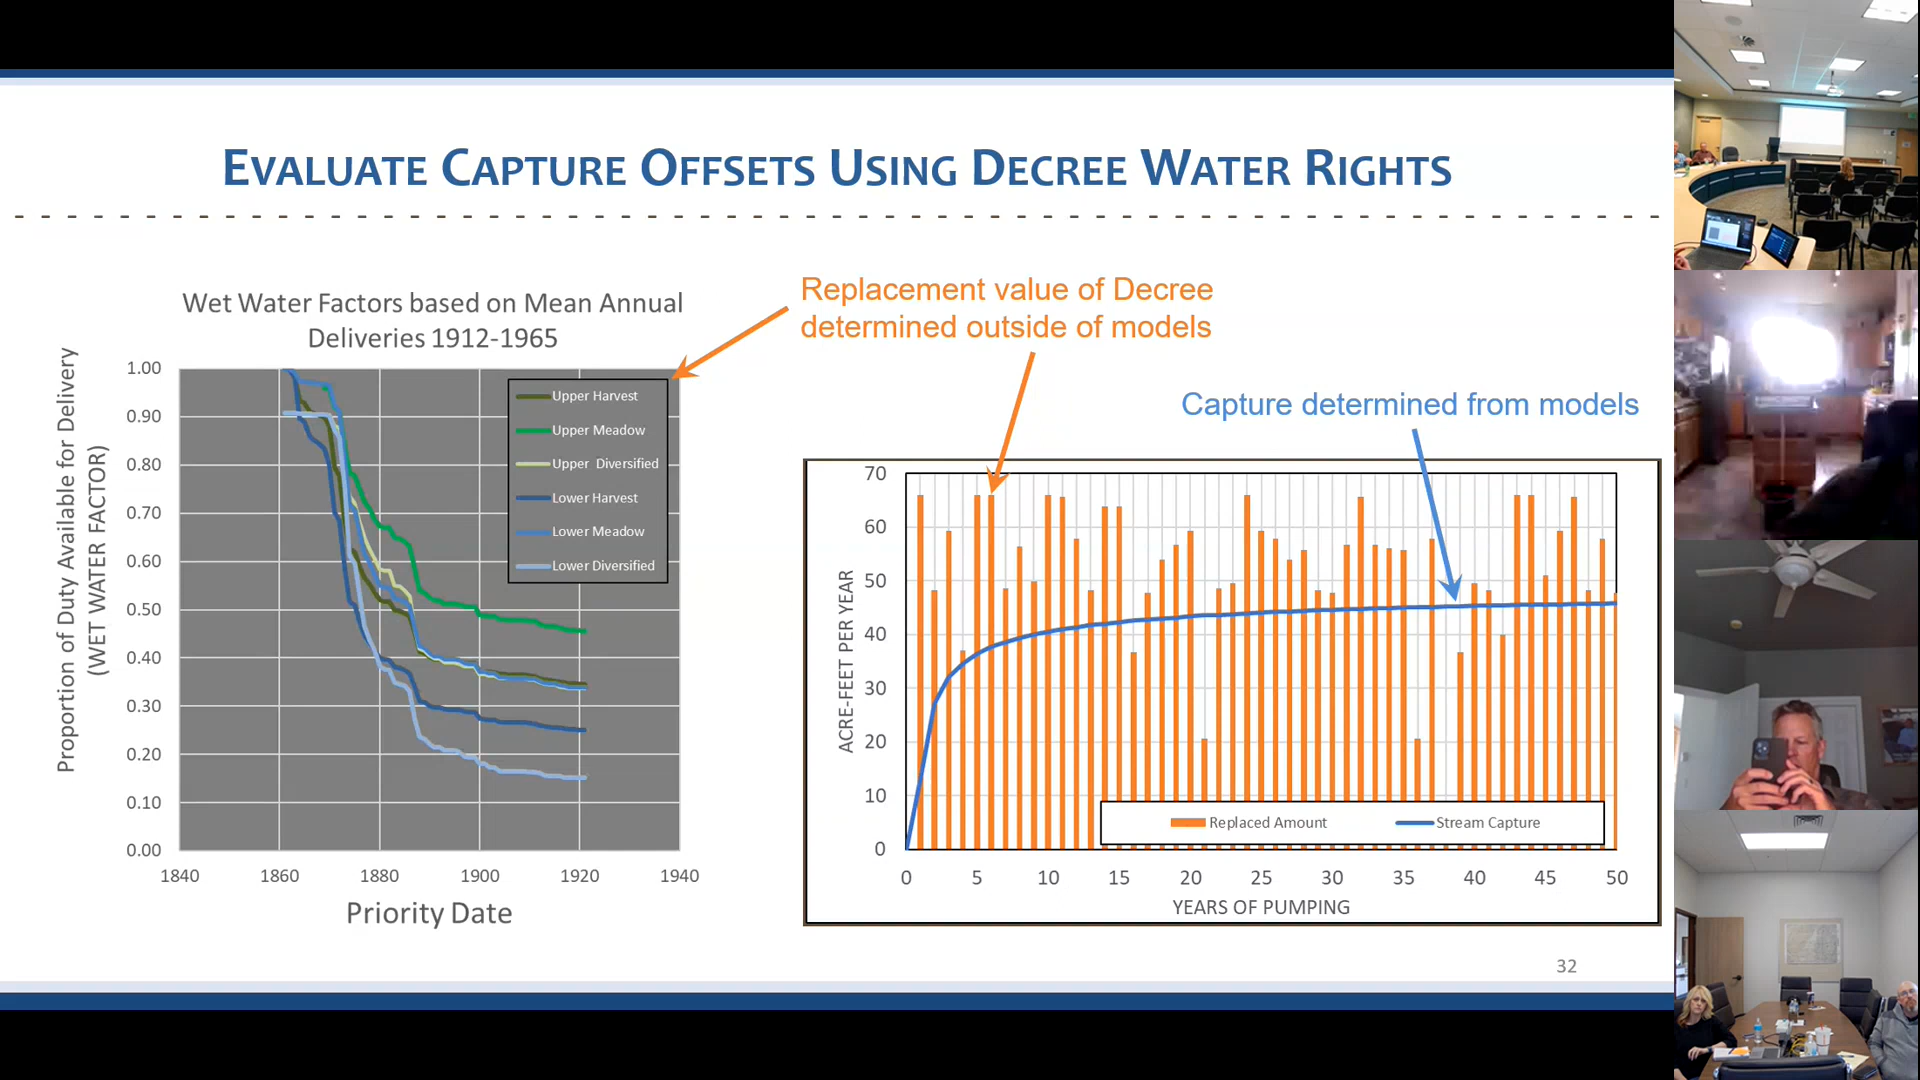 EVALUATE CAPTURE OFFSETS USING DECREE WATER RIGHTS
Replacement value of Decree
determined outside of models
Capture determined from models
Wet Water Factors based on Mean Annual
Deliveries 1912-1965
Proportion of Duty Available for Delivery
(WET WATER FACTOR)
1.00
0.90
0.80
0.70
0.60
0.50
0.40
0.30
0.20
0.10
0.00
Upper Harvest
Upper Meadow
Upper Diversified
Lower Harvest
Lower Meadow
Lower Diversified
1840 1860 1880 1900 1920 1940
Priority Date
ACRE-FEET PER YEAR
70
60
50
40
30
20
10
0
Replaced Amount Stream Capture
0 5 10 15 20 25 30 35 40 45 50
YEARS OF PUMPING
32